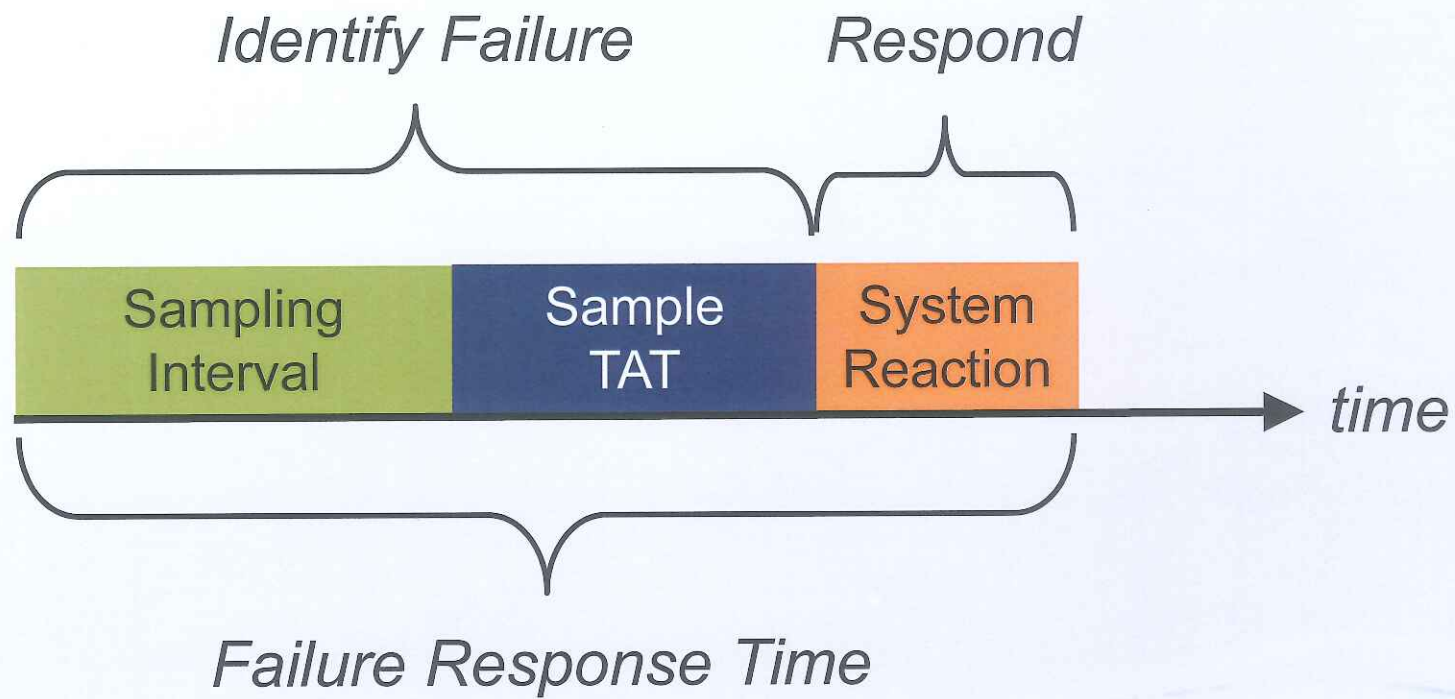 Identify Failure
Respond
Sampling
Interval
Sample
TAT
System
Reaction
time
Failure Response Time